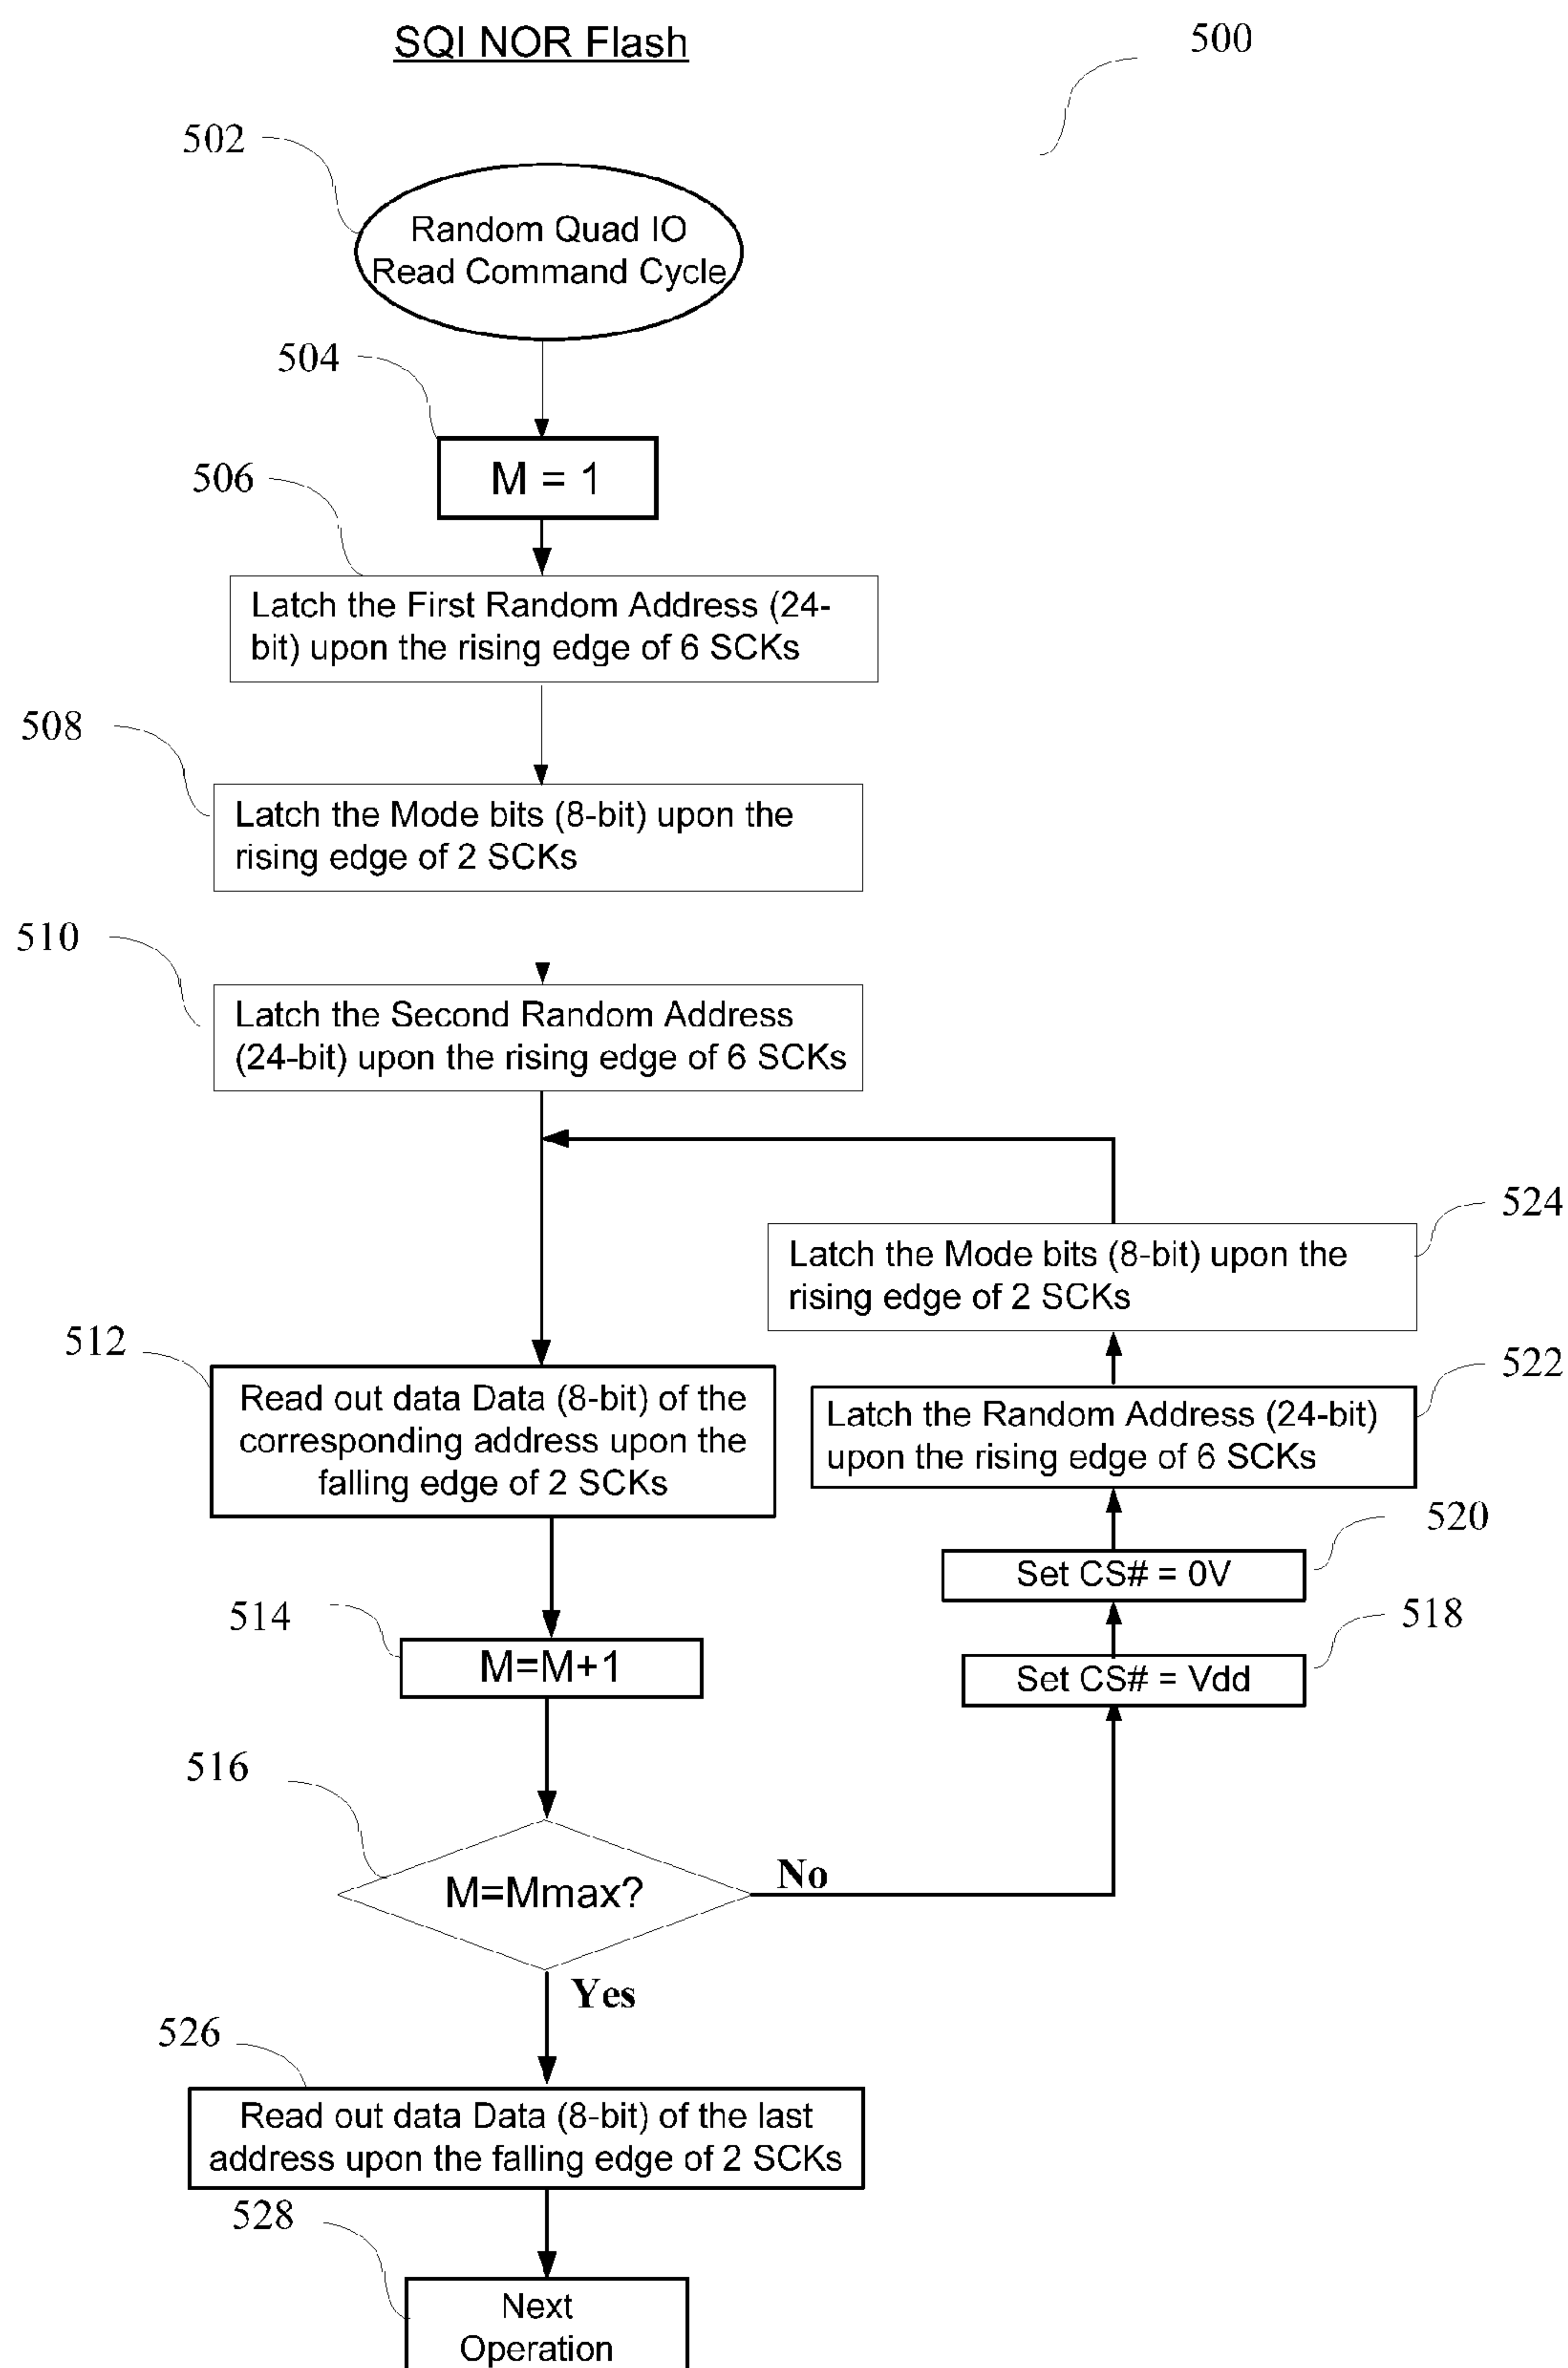 SQI NOR Flash
500
502
Random Quad IO
Read Command Cycle
504
M = 1
506
Latch the First Random Address (24-
bit) upon the rising edge of 6 SCKs
508
Latch the Mode bits (8-bit) upon the
rising edge of 2 SCKs
510
Latch the Second Random Address
(24-bit) upon the rising edge of 6 SCKs
524
Latch the Mode bits (8-bit) upon the
rising edge of 2 SCKs
512
Read out data Data (8-bit) of the
corresponding address upon the
falling edge of 2 SCKs
522
Latch the Random Address (24-bit)
upon the rising edge of 6 SCKs
520
Set CS# = 0V
514
M=M+1
518
Set CS# = Vdd
516
M=Mmax?
No
Yes
526
Read out data Data (8-bit) of the last
address upon the falling edge of 2 SCKs
528
Next
Operation